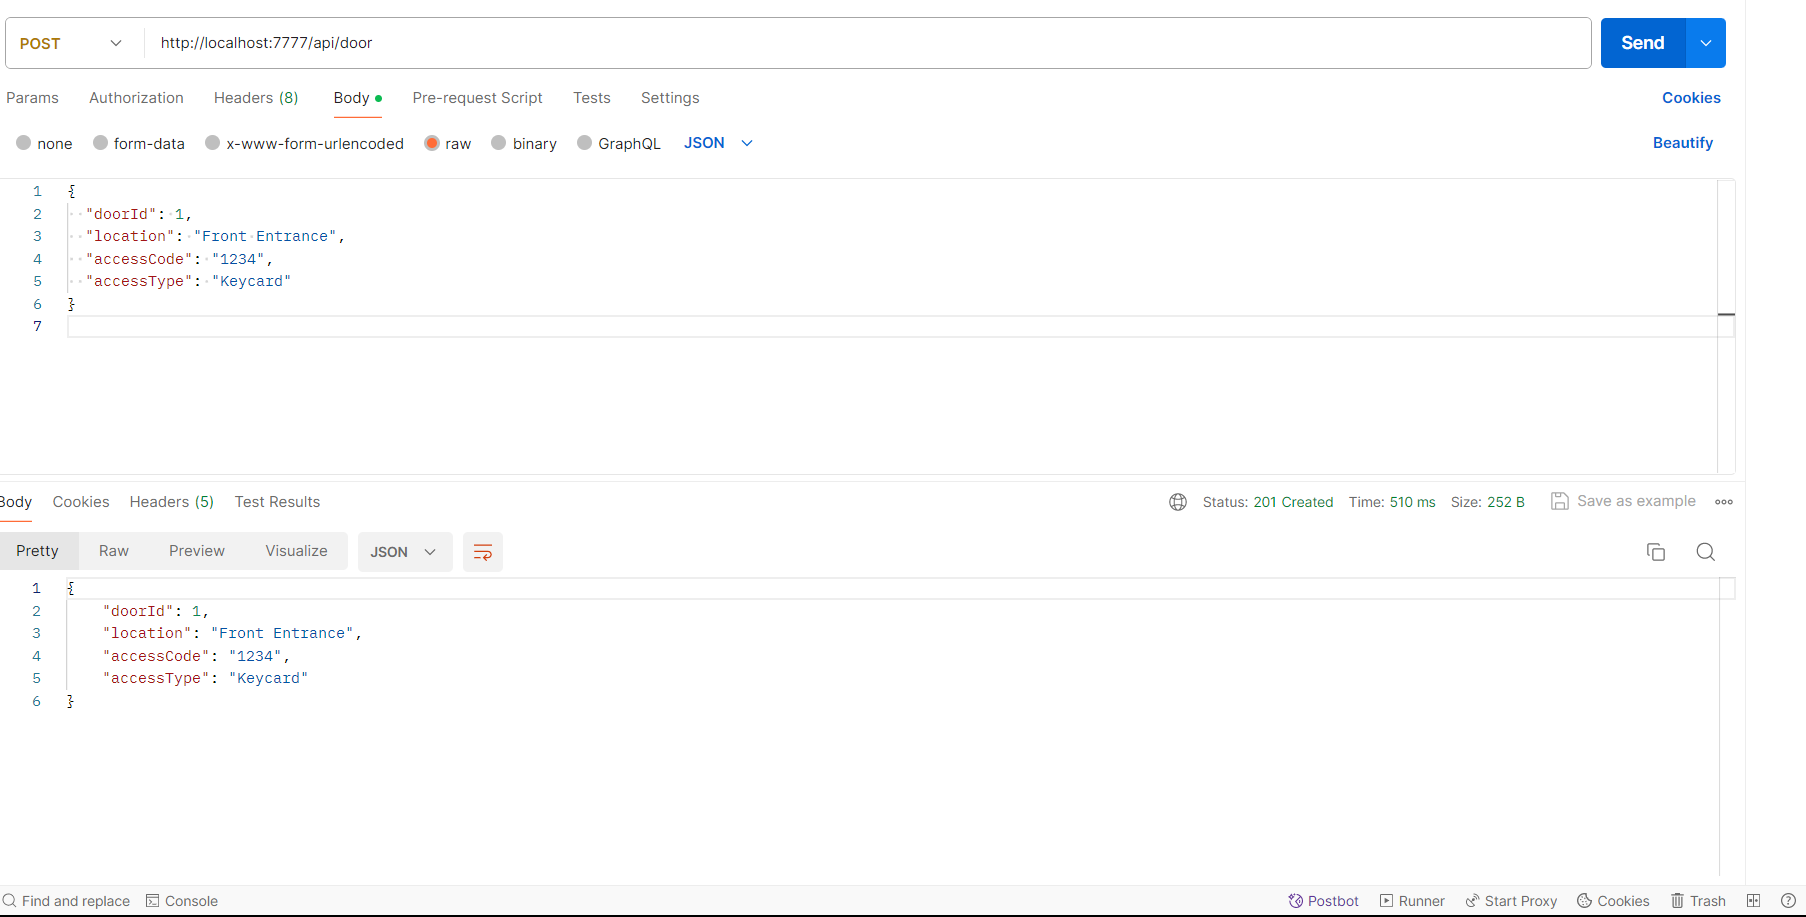 POST http://localhost:7777/api/door Send
Params Authorization Headers (8) Body Pre-request Script Tests Settings Cookies
none form-data x-www-form-urlencoded raw binary GraphQL JSON Beautify
1 {
2 "doorId": 1,
3 "location": "Front Entrance",
4 "accessCode": "1234",
5 "accessType": "Keycard"
6 }
7
Body Cookies Headers (5) Test Results Status: 201 Created Time: 510 ms Size: 252 B Save as example
Pretty Raw Preview Visualize JSON
1 {
2 "doorId": 1,
3 "location": "Front Entrance",
4 "accessCode": "1234",
5 "accessType": "Keycard"
6 }
Find and replace Console Postbot Runner Start Proxy Cookies Trash